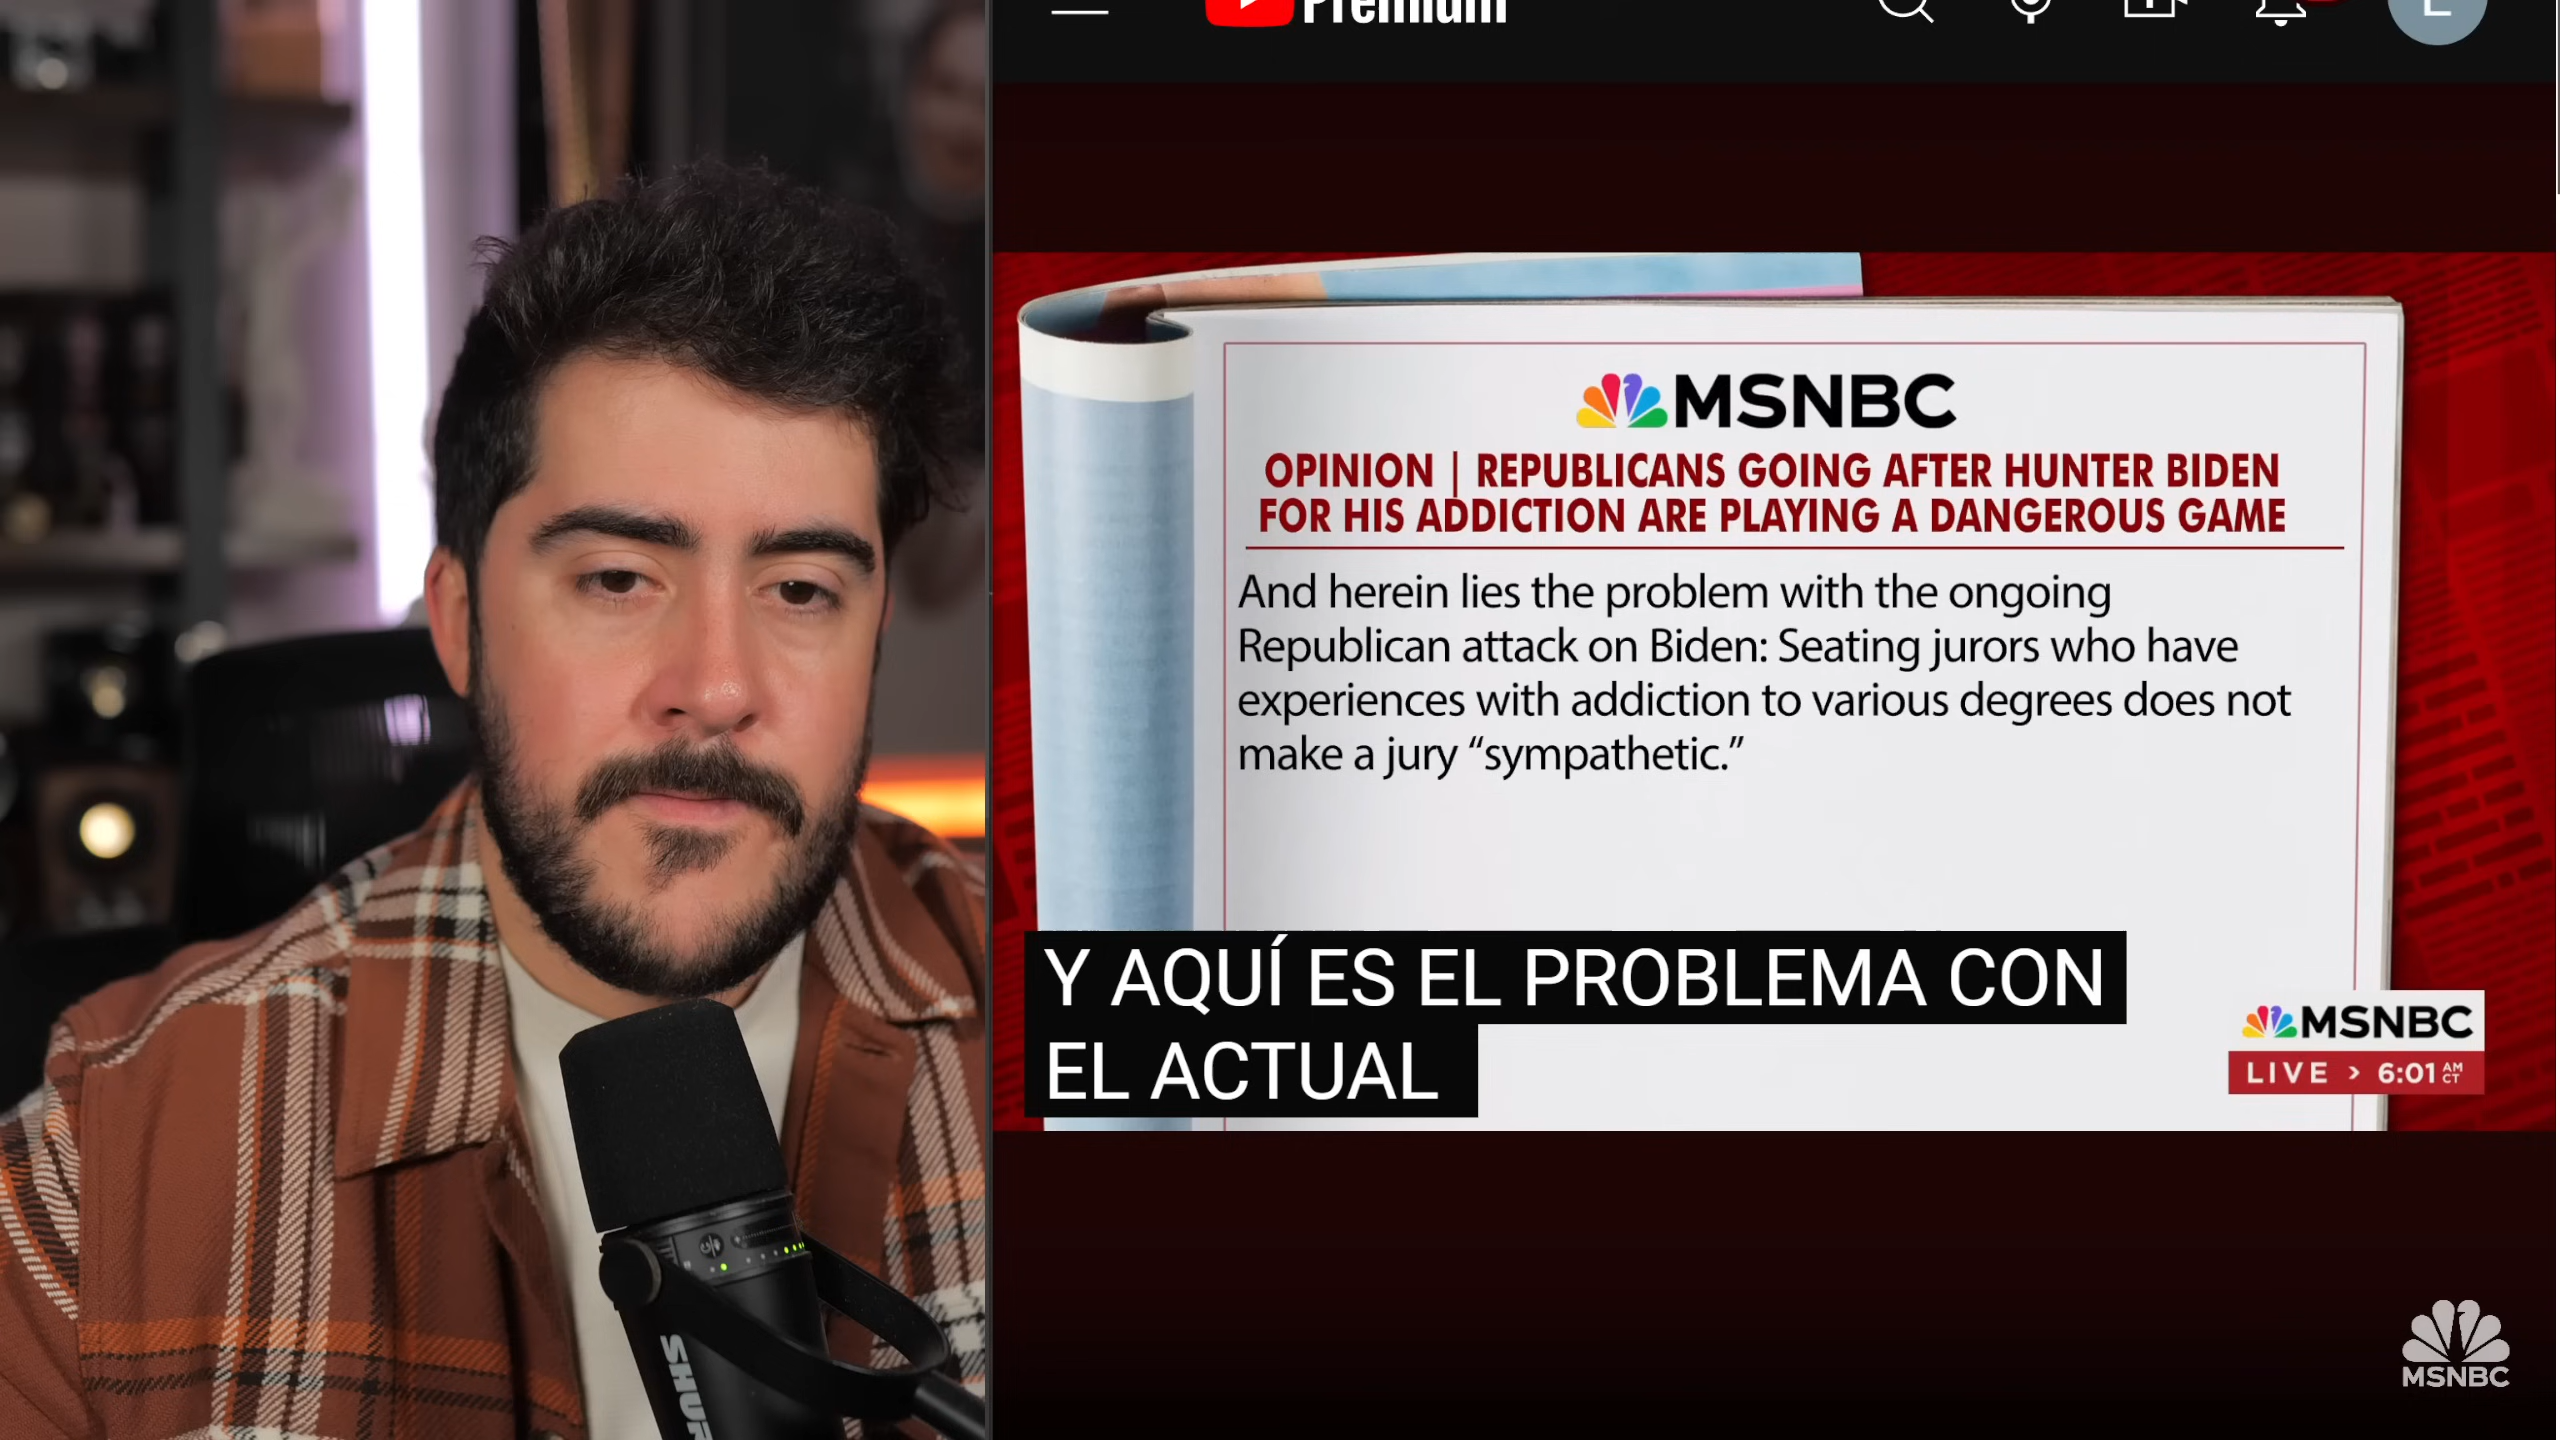 Premium
MSNBC
OPINION | REPUBLICANS GOING AFTER HUNTER BIDEN
FOR HIS ADDICTION ARE PLAYING A DANGEROUS GAME
And herein lies the problem with the ongoing
Republican attack on Biden: Seating jurors who have
experiences with addiction to various degrees does not
make a jury “sympathetic.”
Y AQUÍ ES EL PROBLEMA CON
EL ACTUAL
MSNBC
LIVE > 6:01 AM CT
MSNBC
SHUR